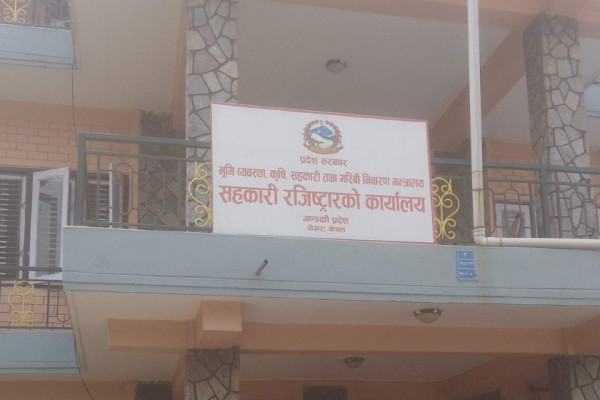 प्रदेश सरकार
भूमि व्यवस्था, कृषि, सहकारी तथा गरिबी निवारण मन्त्रालय
सहकारी रजिष्ट्रारको कार्यालय
गण्डकी प्रदेश
पोखरा, नेपाल